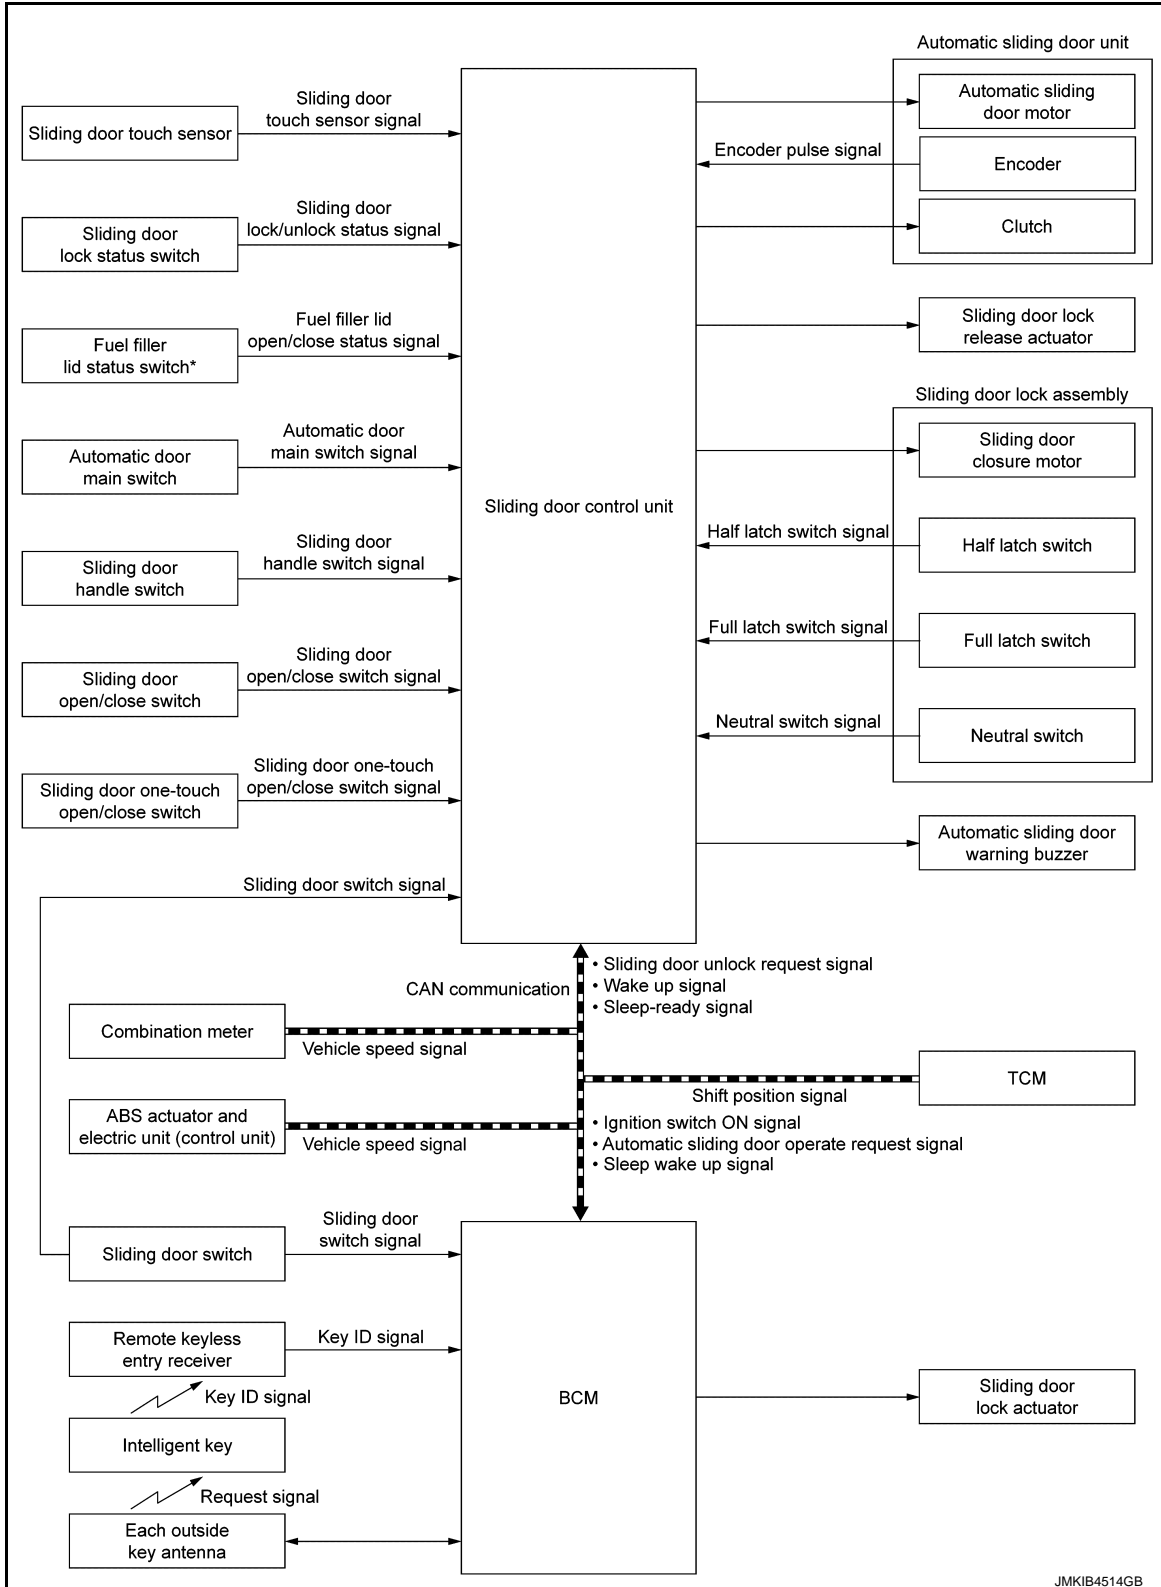 Automatic sliding door unit
Sliding door touch sensor
Sliding door
touch sensor signal
Automatic sliding
door motor
Encoder pulse signal
Encoder
Clutch
Sliding door
lock status switch
Sliding door
lock/unlock status signal
Fuel filler
lid status switch*
Fuel filler lid
open/close status signal
Sliding door lock
release actuator
Sliding door lock assembly
Automatic door
main switch
Automatic door
main switch signal
Sliding door
closure motor
Sliding door control unit
Half latch switch signal
Half latch switch
Sliding door
handle switch
Sliding door
handle switch signal
Full latch switch signal
Full latch switch
Sliding door
open/close switch
Sliding door
open/close switch signal
Neutral switch signal
Neutral switch
Sliding door one-touch
open/close switch
Sliding door one-touch
open/close switch signal
Automatic sliding door
warning buzzer
Sliding door switch signal
CAN communication
• Sliding door unlock request signal
• Wake up signal
• Sleep-ready signal
Combination meter
Vehicle speed signal
TCM
Shift position signal
ABS actuator and
electric unit (control unit)
Vehicle speed signal
• Ignition switch ON signal
• Automatic sliding door operate request signal
• Sleep wake up signal
Sliding door switch
Sliding door
switch signal
Remote keyless
entry receiver
Key ID signal
Key ID signal
BCM
Sliding door
lock actuator
Intelligent key
Request signal
Each outside
key antenna
JMKIB4514GB